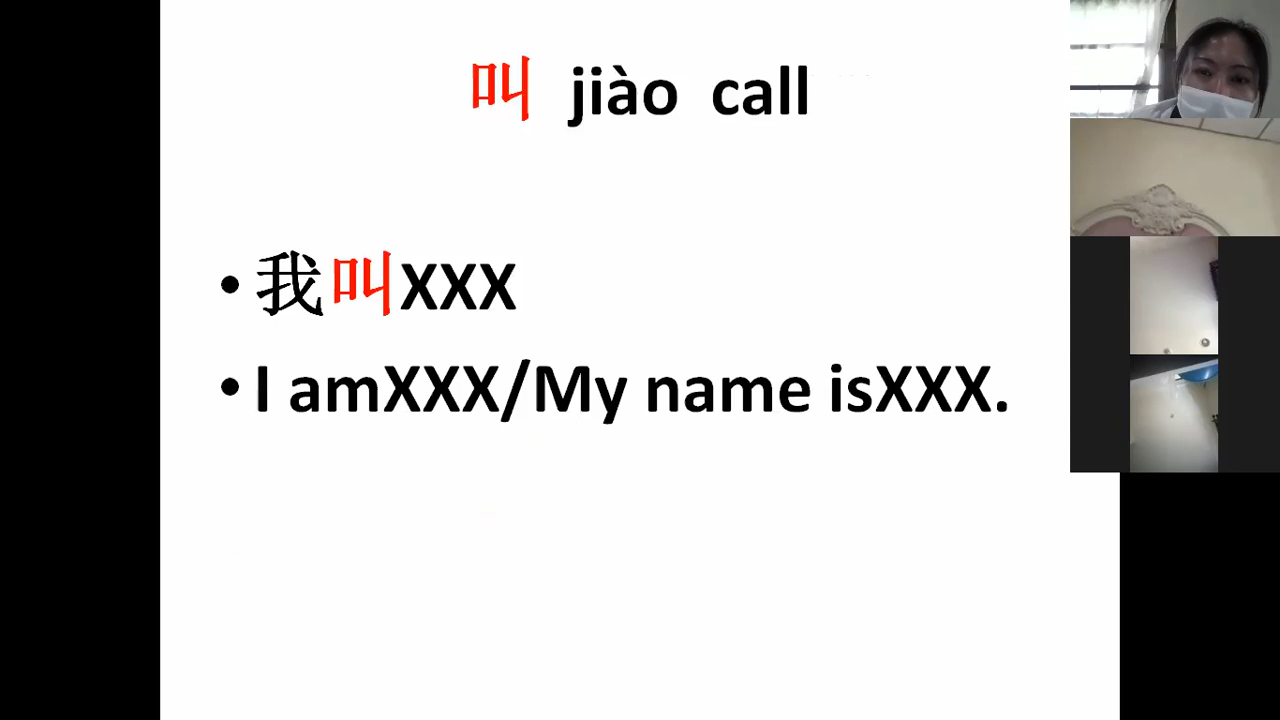 叫 jiào call
• 我叫XXX
• I amXXX/My name isXXX.